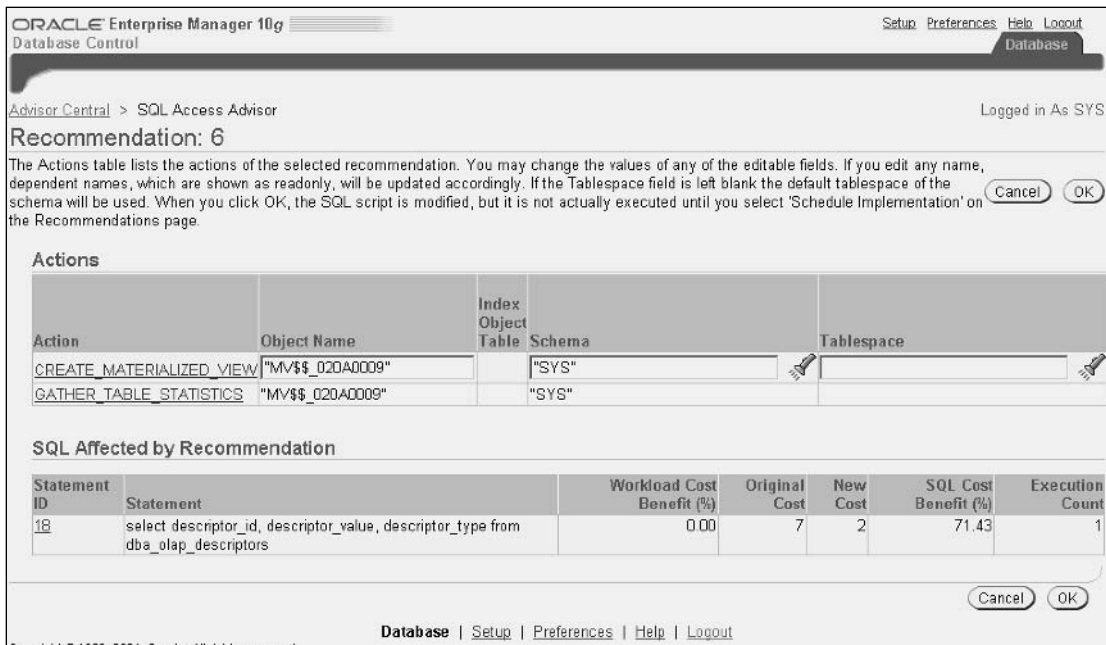 ORACLE Enterprise Manager 10g
Database Control
Setup Preferences Help Logout
Database
Advisor Central > SQL Access Advisor
Logged in As SYS
Recommendation: 6
The Actions table lists the actions of the selected recommendation. You may change the values of any of the editable fields. If you edit any name,
dependent names, which are shown as readonly, will be updated accordingly. If the Tablespace field is left blank the default tablespace of the
schema will be used. When you click OK, the SQL script is modified, but it is not actually executed until you select 'Schedule Implementation' on
the Recommendations page.
Cancel OK
Actions
Action Object Name Index Object Table Schema Tablespace
CREATE_MATERIALIZED_VIEW "MV$$_020A0009" "SYS"
GATHER_TABLE_STATISTICS "MV$$_020A0009" "SYS"
SQL Affected by Recommendation
Statement ID Statement Workload Cost Benefit (%) Original Cost New Cost SQL Cost Benefit (%) Execution Count
18 select descriptor_id, descriptor_value, descriptor_type from 0.00 7 2 71.43 1
dba_olap_descriptors
Cancel OK
Database | Setup | Preferences | Help | Logout